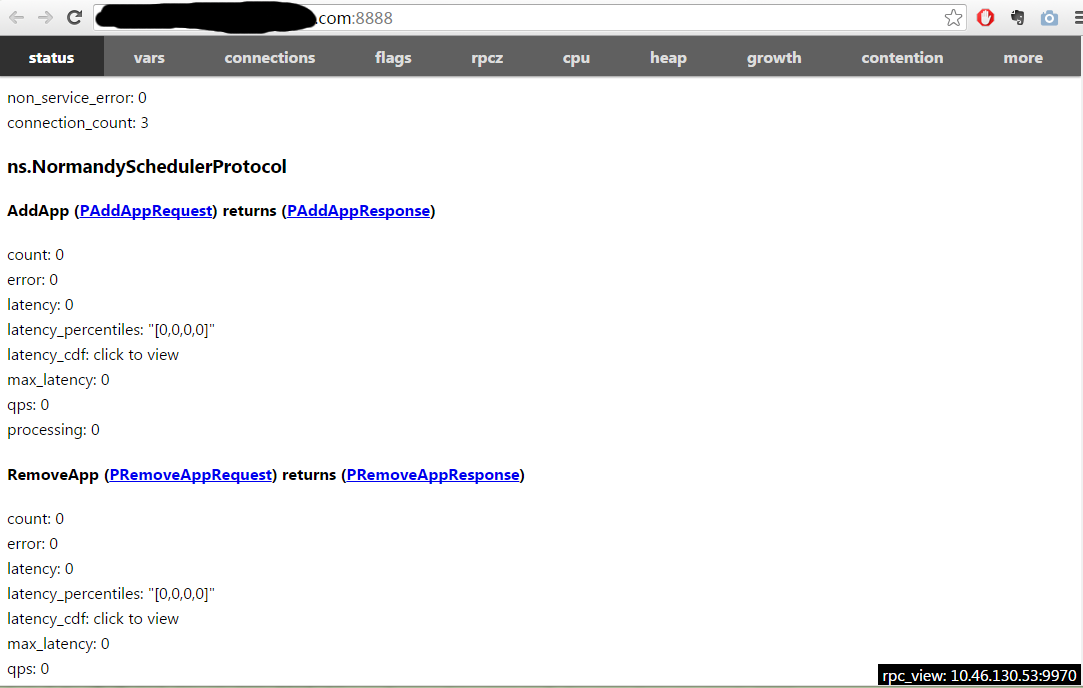 .com:8888
status vars connections flags rpcz cpu heap growth contention more
non_service_error: 0
connection_count: 3
ns.NormandySchedulerProtocol
AddApp (PAddAppRequest) returns (PAddAppResponse)
count: 0
error: 0
latency: 0
latency_percentiles: "[0,0,0,0]"
latency_cdf: click to view
max_latency: 0
qps: 0
processing: 0
RemoveApp (PRemoveAppRequest) returns (PRemoveAppResponse)
count: 0
error: 0
latency: 0
latency_percentiles: "[0,0,0,0]"
latency_cdf: click to view
max_latency: 0
qps: 0
rpc_view: 10.46.130.53:9970